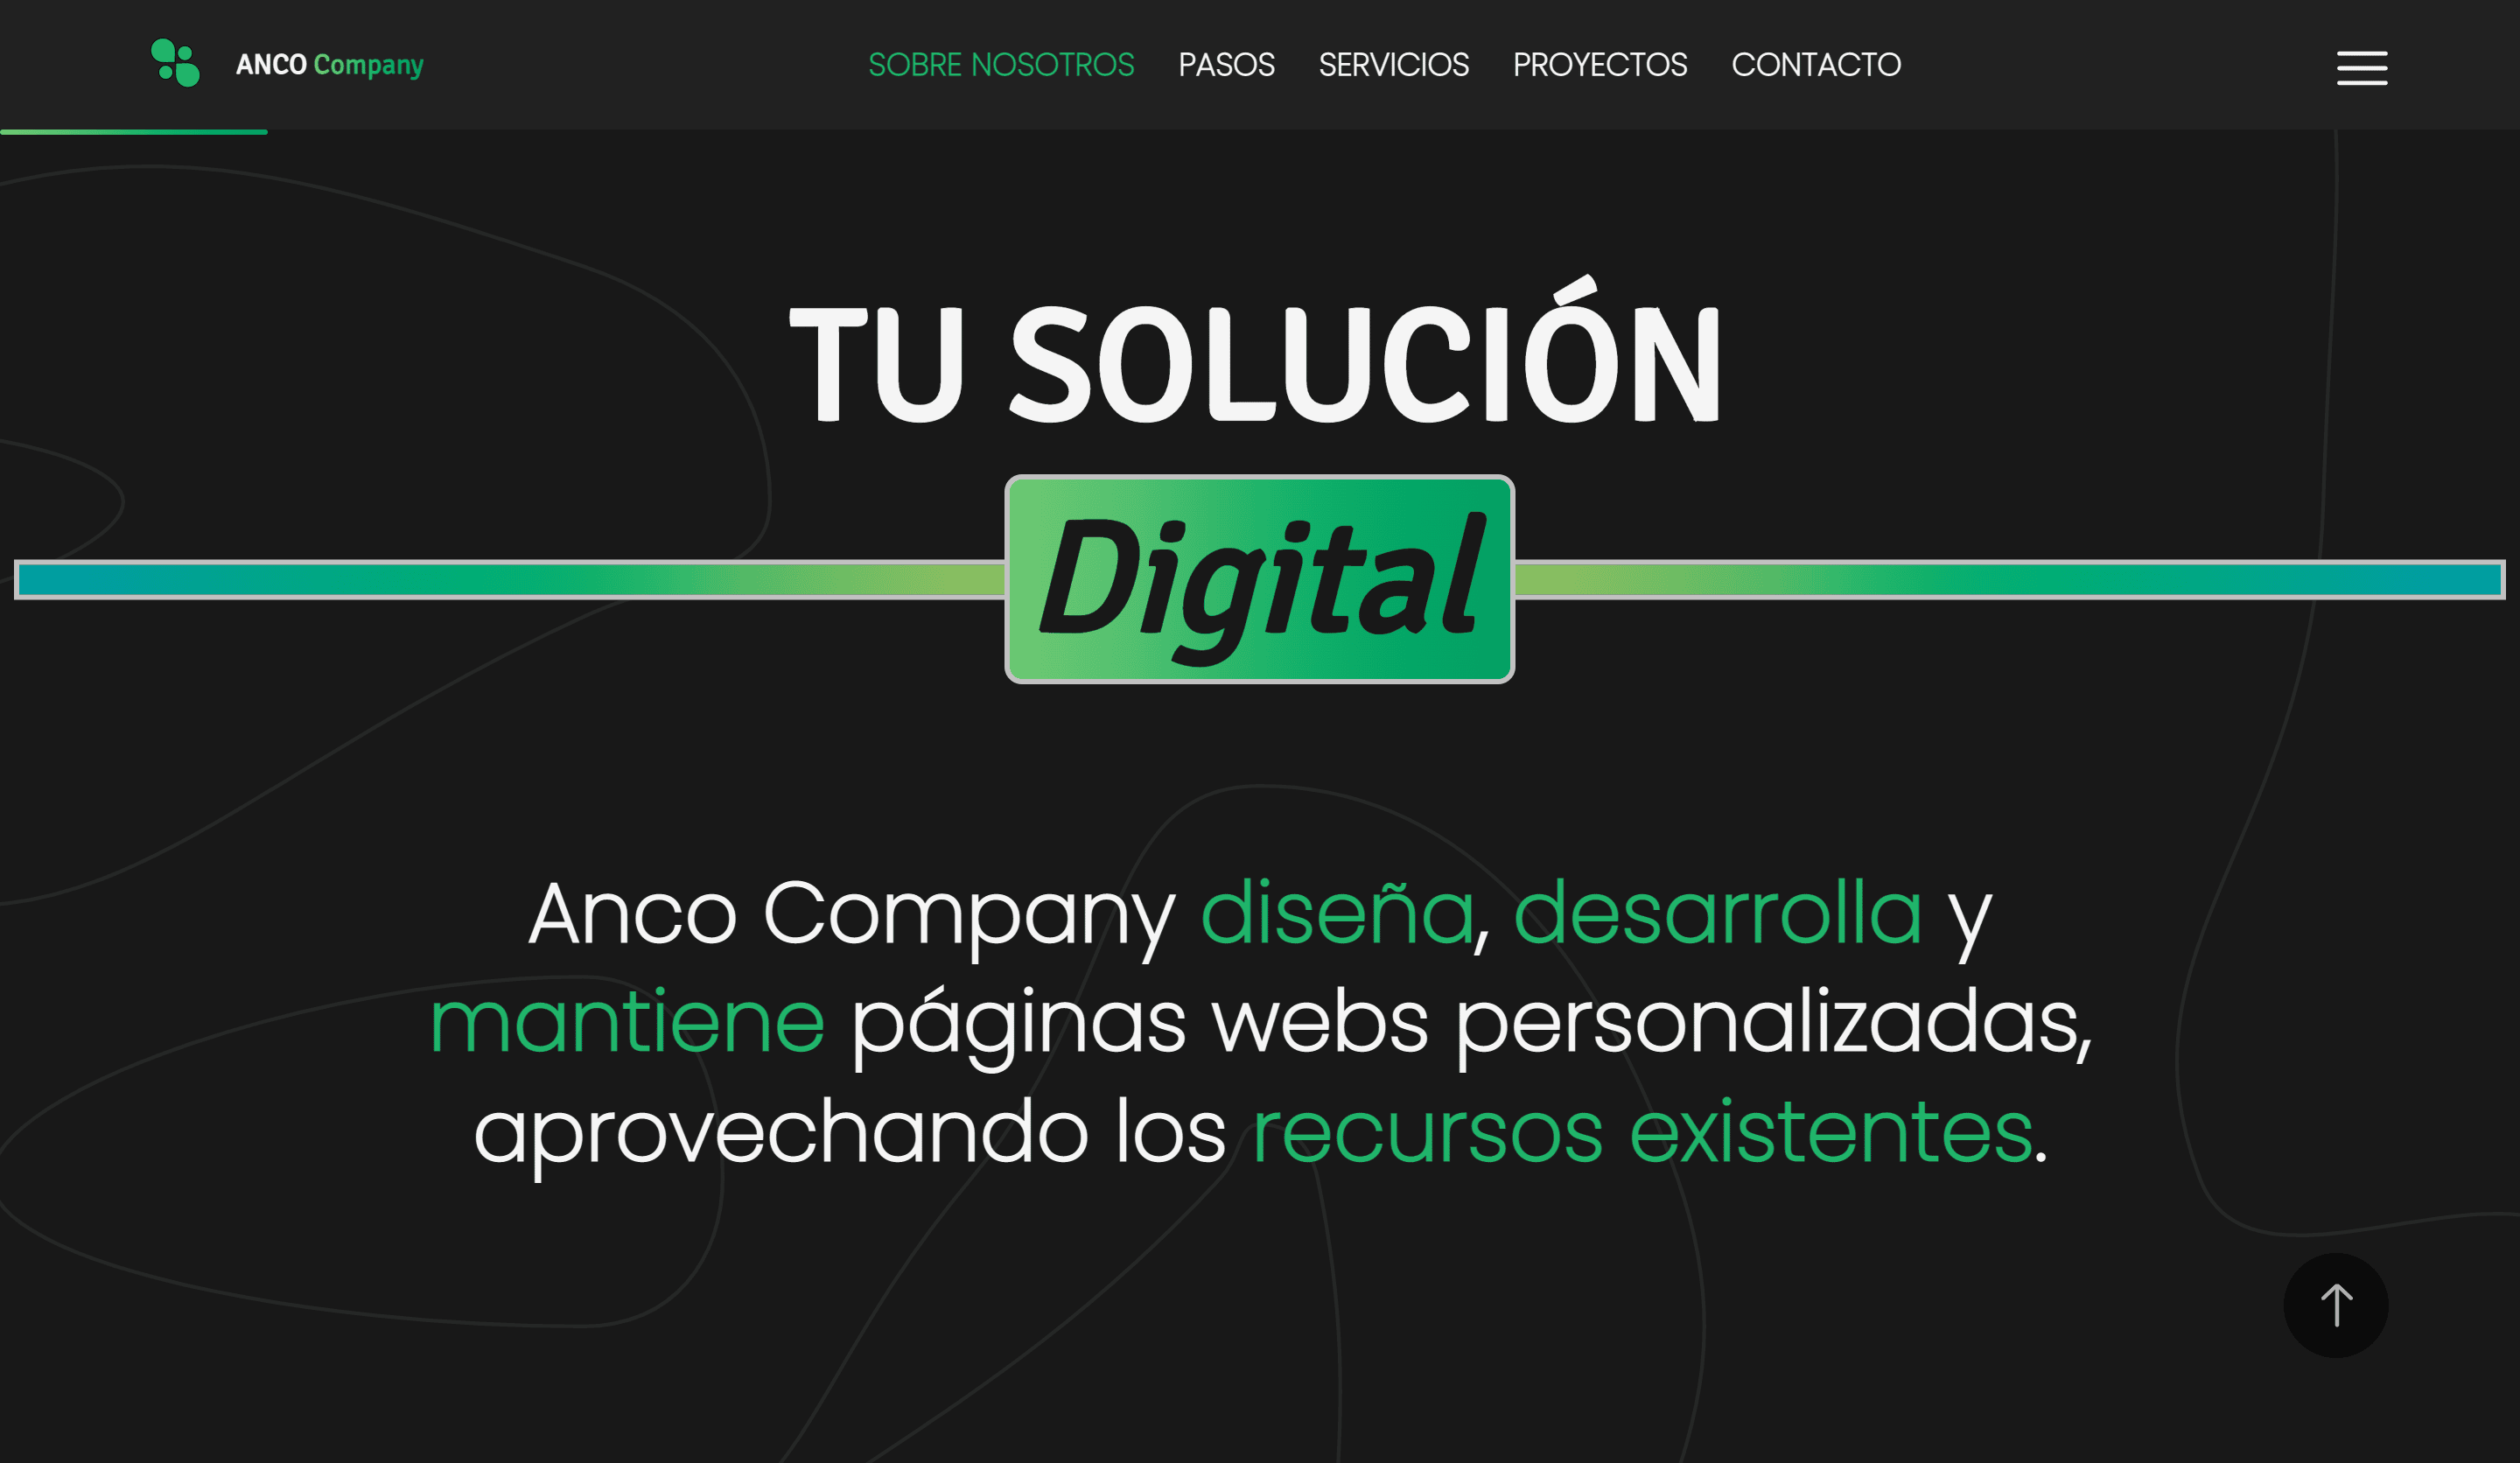 ANCO Company
SOBRE NOSOTROS PASOS SERVICIOS PROYECTOS CONTACTO
TU SOLUCIÓN
Digital
Anco Company diseña, desarrolla y
mantiene páginas webs personalizadas,
aprovechando los recursos existentes.